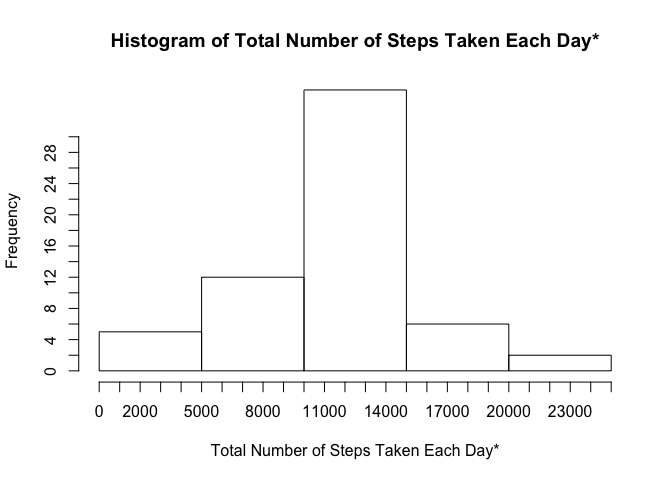 Histogram of Total Number of Steps Taken Each Day*
Frequency
28
24
20
16
12
8
4
0
0 2000 5000 8000 11000 14000 17000 20000 23000
Total Number of Steps Taken Each Day*